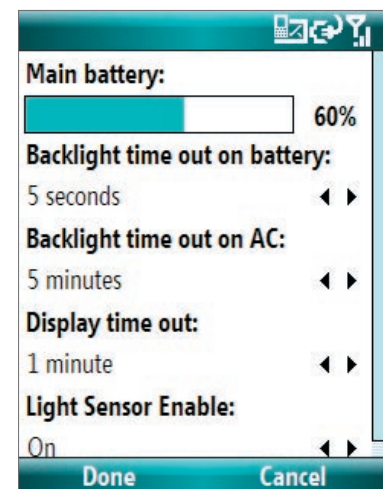 Main battery:
60%
Backlight time out on battery:
5 seconds
Backlight time out on AC:
5 minutes
Display time out:
1 minute
Light Sensor Enable:
On
Done Cancel